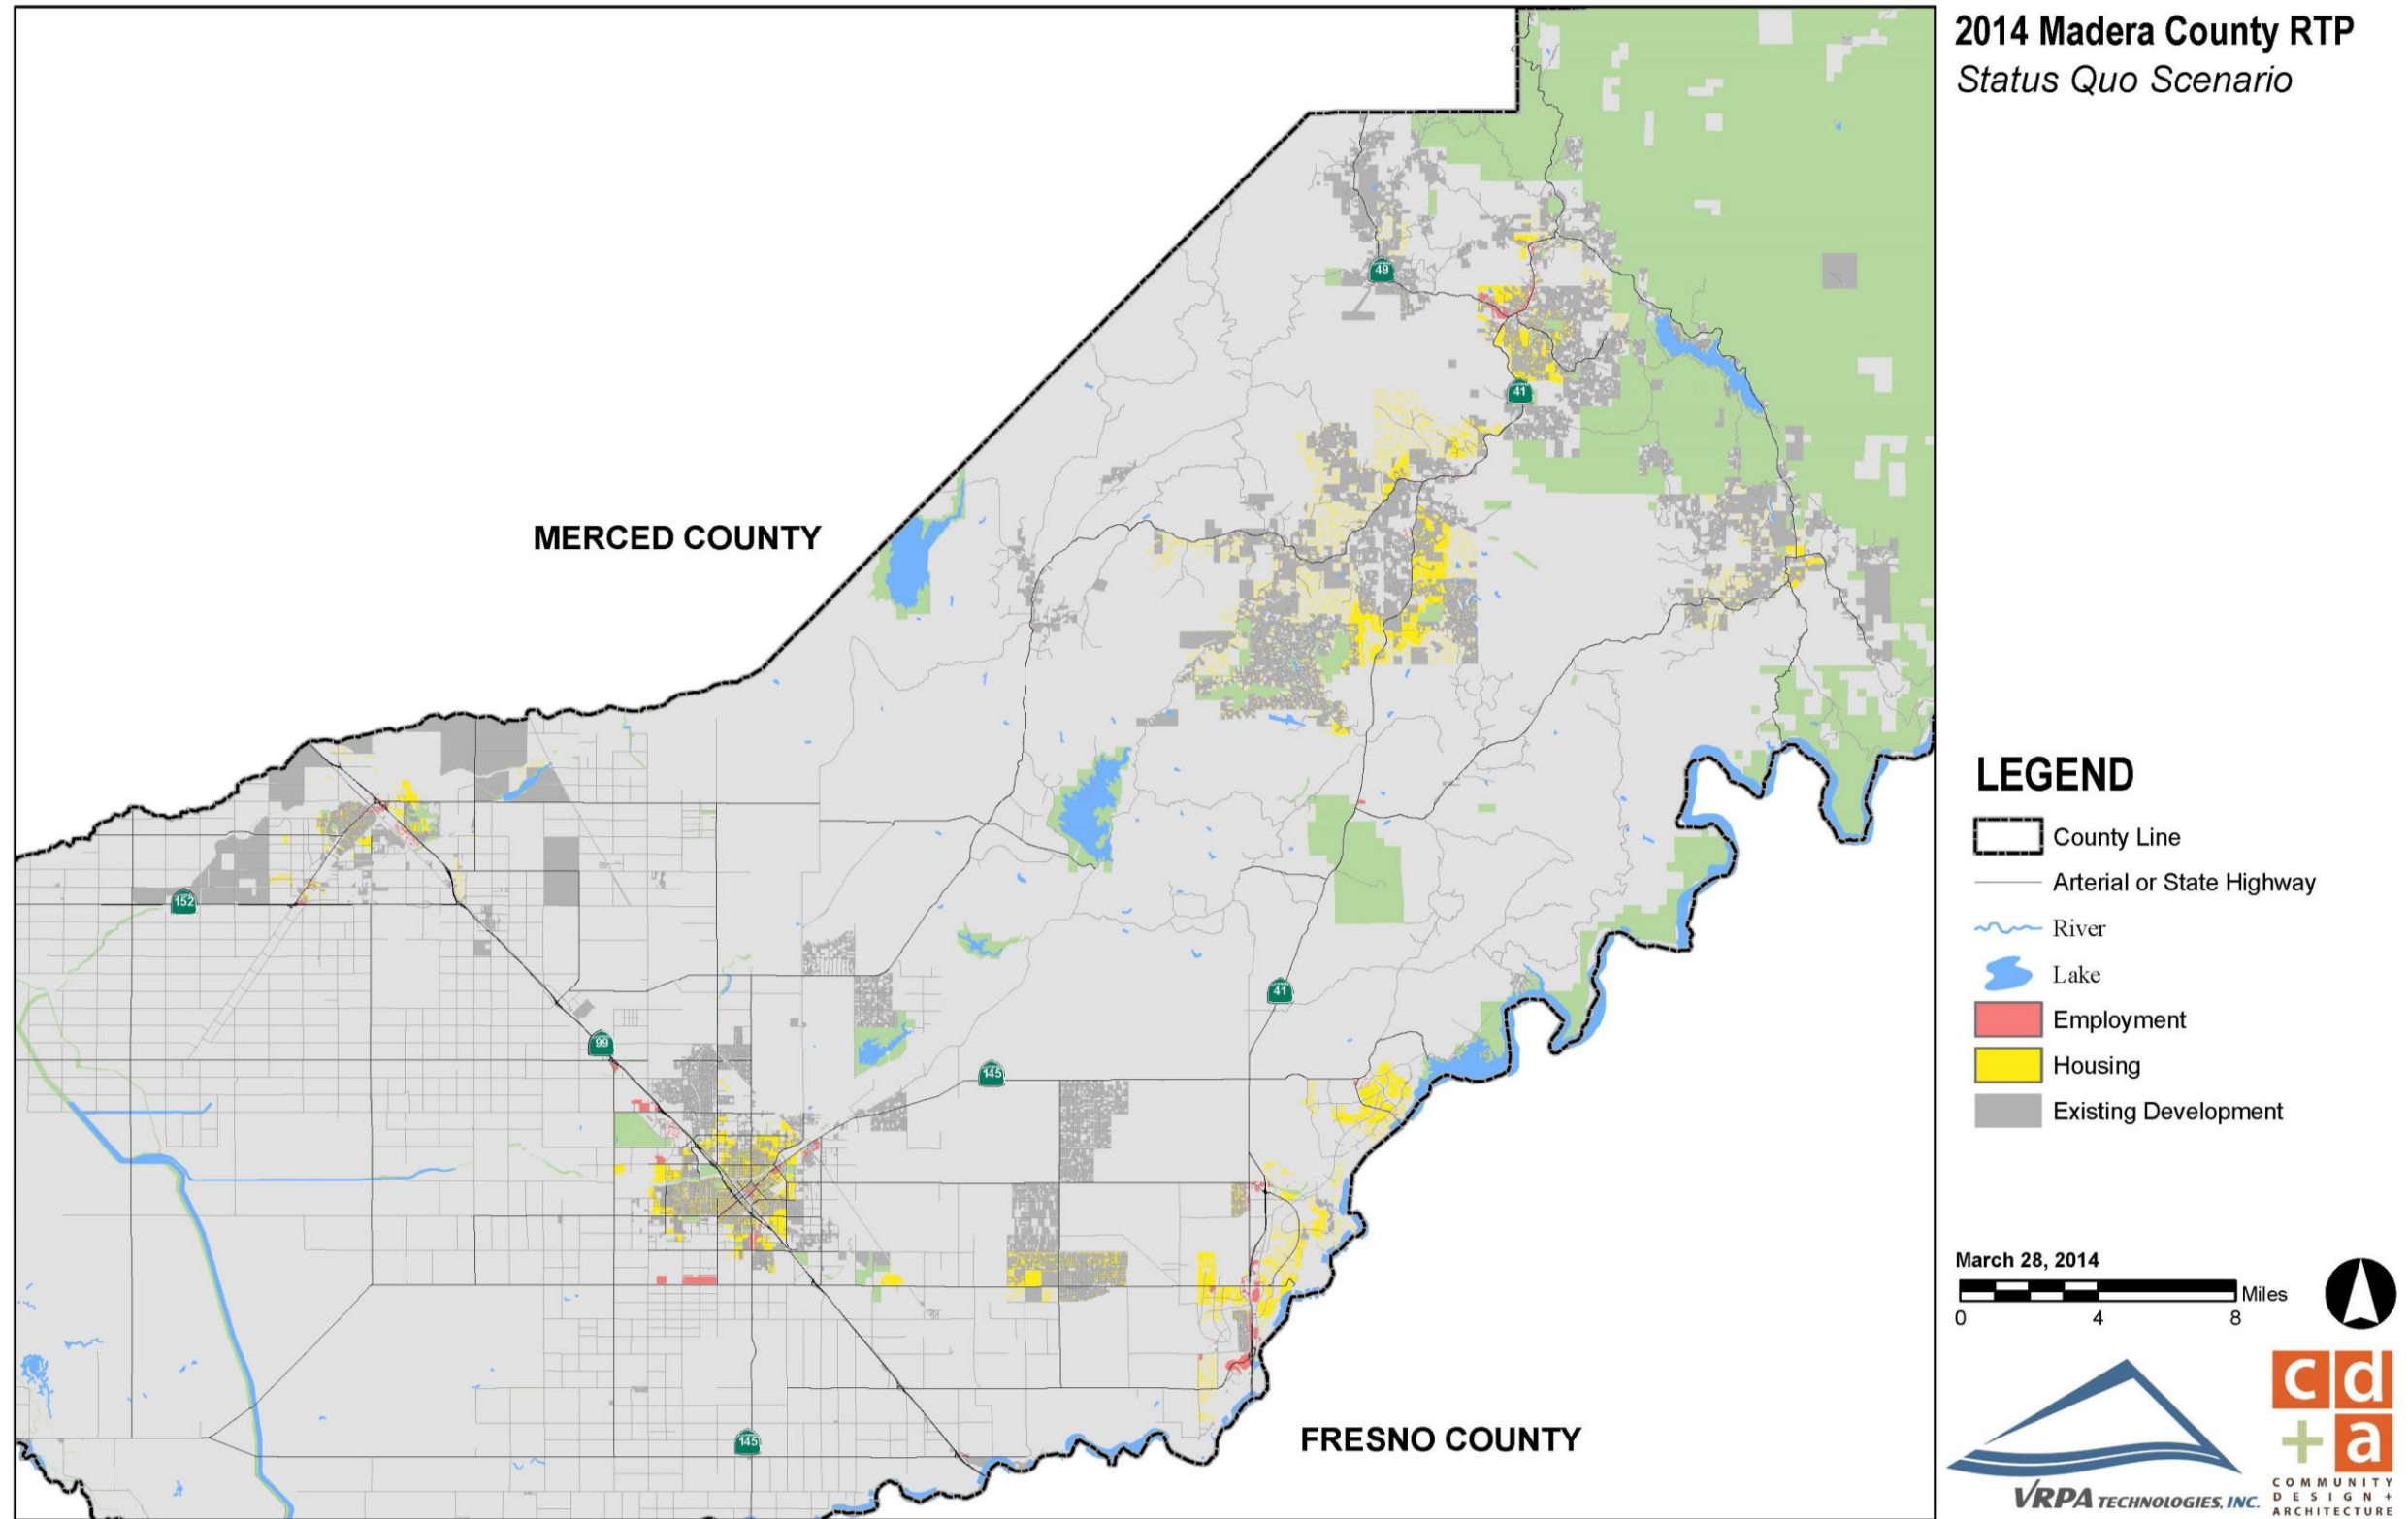 2014 Madera County RTP
Status Quo Scenario
49
41
MERCED COUNTY
152
41
99
145
145
FRESNO COUNTY
LEGEND
County Line
Arterial or State Highway
River
Lake
Employment
Housing
Existing Development
March 28, 2014
Miles
0 4 8
VRPA TECHNOLOGIES, INC.
cd
+a
COMMUNITY
DESIGN +
ARCHITECTURE